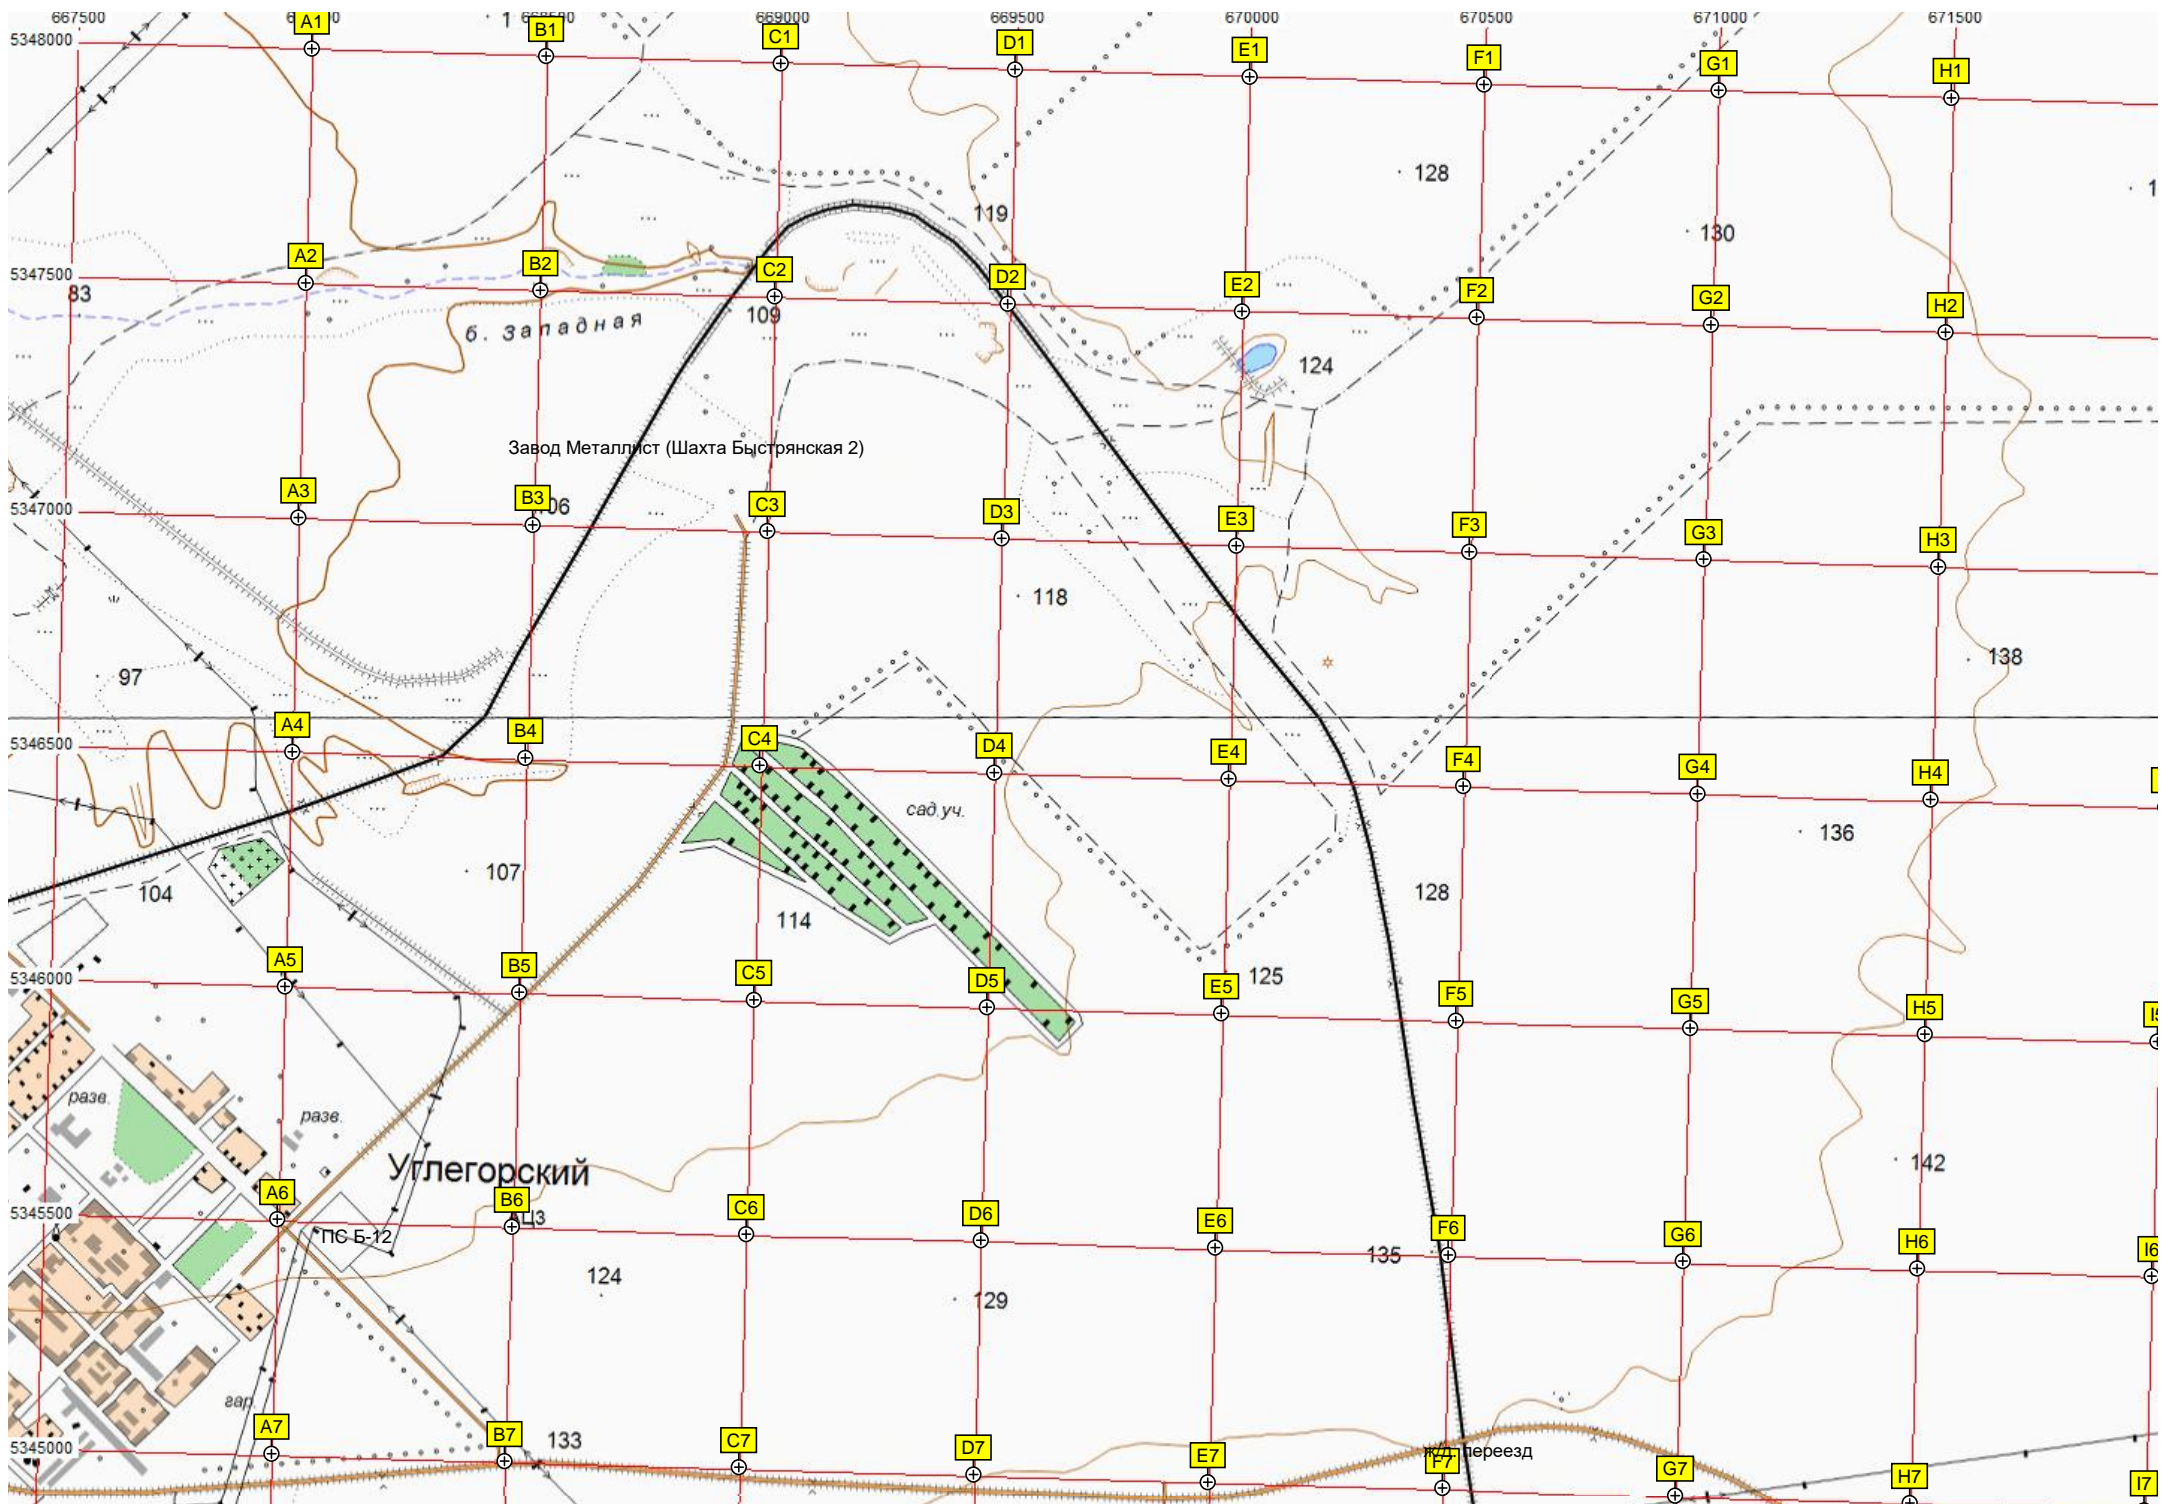 667500 669000 669500 670000 670500 671000 671500
5348000 A1 B1 C1 D1 E1 F1 G1 H1
128
119
130
5347500 A2 B2 C2 D2 E2 F2 G2 H2
83
109
б. Западная
124
Завод Металлист (Шахта Быстрянская 2)
5347000 A3 B3 C3 D3 E3 F3 G3 H3
118
97
138
5346500 A4 B4 C4 D4 E4 F4 G4 H4
сад.уч.
136
107
104
128
114
125
5346000 A5 B5 C5 D5 E5 F5 G5 H5 I5
разв.
разв.
142
Углегорский
5345500 A6 B6 C6 D6 E6 F6 G6 H6 I6
ПС Б-12
135
124
129
гар.
5345000 A7 B7 C7 D7 E7 F7 G7 H7 I7
133
ж/д переезд